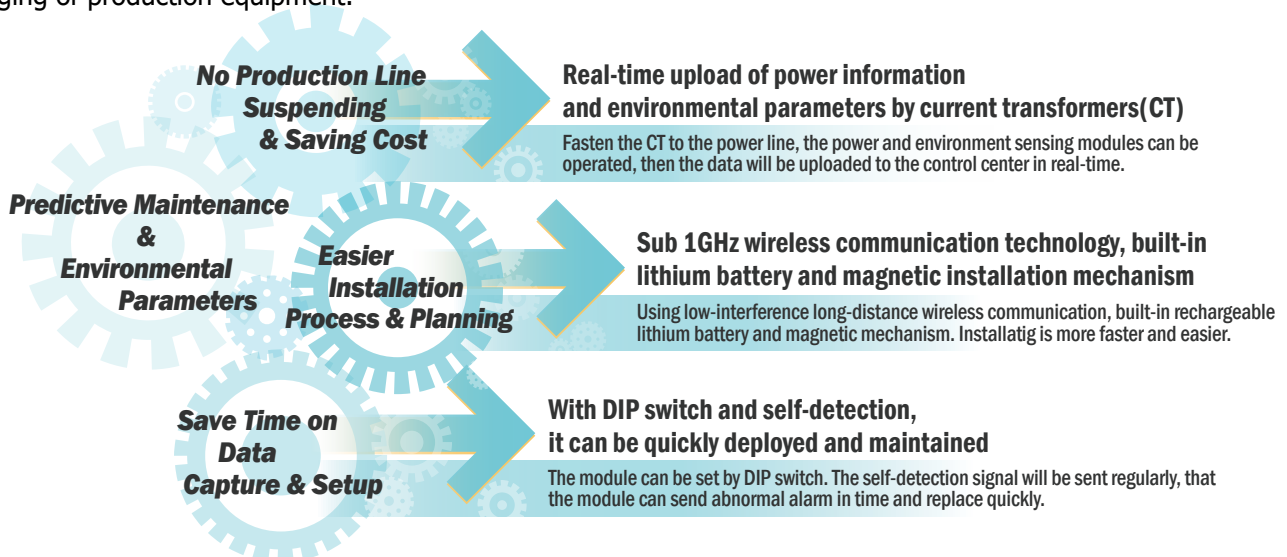 ging of production equipment.
No Production Line
Suspending
& Saving Cost
Real-time upload of power information
and environmental parameters by current transformers(CT)
Fasten the CT to the power line, the power and environment sensing modules can be
operated, then the data will be uploaded to the control center in real-time.
Predictive Maintenance
&
Environmental
Parameters
Easier
Installation
Process & Planning
Sub 1GHz wireless communication technology, built-in
lithium battery and magnetic installation mechanism
Using low-interference long-distance wireless communication, built-in rechargeable
lithium battery and magnetic mechanism. Installatig is more faster and easier.
Save Time on
Data
Capture & Setup
With DIP switch and self-detection,
it can be quickly deployed and maintained
The module can be set by DIP switch. The self-detection signal will be sent regularly, that
the module can send abnormal alarm in time and replace quickly.